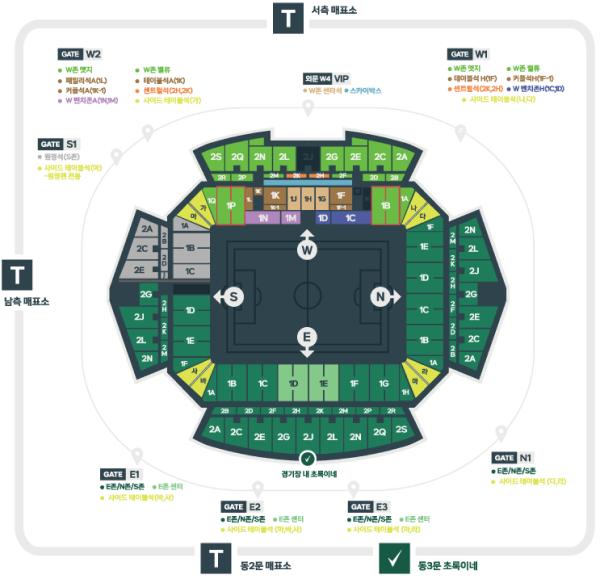 서측 매표소
T
GATE W2
W존 엣지
W존 밸류
패밀리석A(1L)
테이블석A(1K)
커플석A(1K-1)
센트럴석(2H,2K)
W 벤치존A(1N,1M)
사이드 테이블석(가)
외문 W4 VIP
W존 센터석
스카이박스
GATE W1
W존 엣지
W존 밸류
테이블석 H(1F)
커플석H(1F-1)
센트럴석(2K,2H)
W 벤치존H(1C,1D)
사이드 테이블석(나,다)
GATE S1
원정석(S존)
사이드 테이블석(아)
-원정팬 전용
2S 2Q 2N 2L 2J 2G 2E 2C 2A
2R 2P 2M 2K 2H 2F 2D 2B
가 1Q 1P 1L 1K 1K 1K-1 1J 1H 1G 1F 1F-1 1B 나
아 1N 1M 1D 1C 다
1A 1F
2A 2B 1B W 1E 2M 2N
2C 2D 2K 2L
2E 2J 1C 1D 2H 2J
T
남측 매표소
S N
2G 2H 1D 1C 2F 2G
2J 2K 2D 2E
2L 1E E 1B 2B 2C
2N 2M 1F 1A 2A
사 라
바 1A 1B 1C 1D 1E 1F 1G 1H 마
2B 2D 2F 2H 2K 2M 2P 2R
2A 2C 2E 2G 2J 2L 2N 2Q 2S
경기장 내 초록이네
GATE E1
E존/N존/S존
E존 센터
사이드 테이블석(바,사)
GATE E2
E존/N존/S존
E존 센터
사이드 테이블석 (마,바,사)
GATE E3
E존/N존/S존
E존 센터
사이드 테이블석 (마,라)
GATE N1
E존/N존/S존
사이드 테이블석 (다,라)
T
동2문 매표소
동3문 초록이네